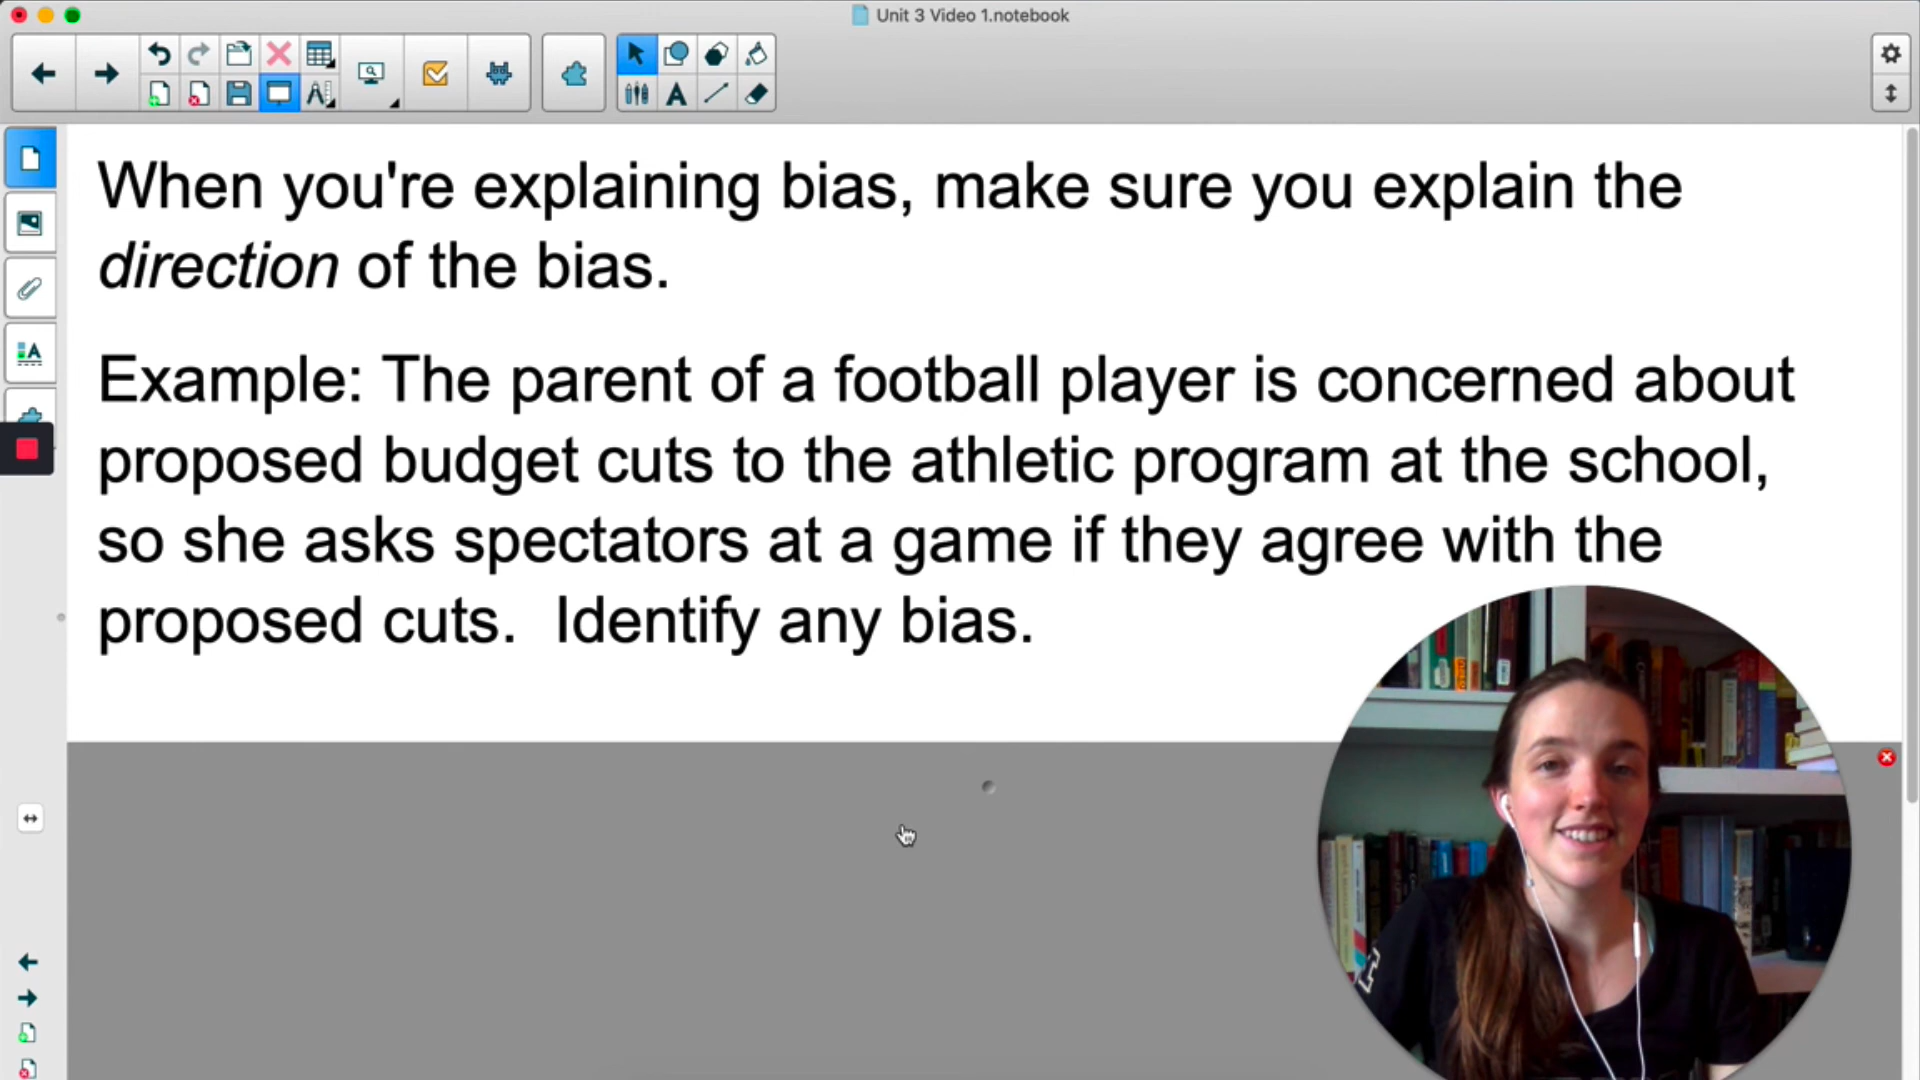 Unit 3 Video 1.notebook
When you're explaining bias, make sure you explain the
direction of the bias.
Example: The parent of a football player is concerned about
proposed budget cuts to the athletic program at the school,
so she asks spectators at a game if they agree with the
proposed cuts.  Identify any bias.